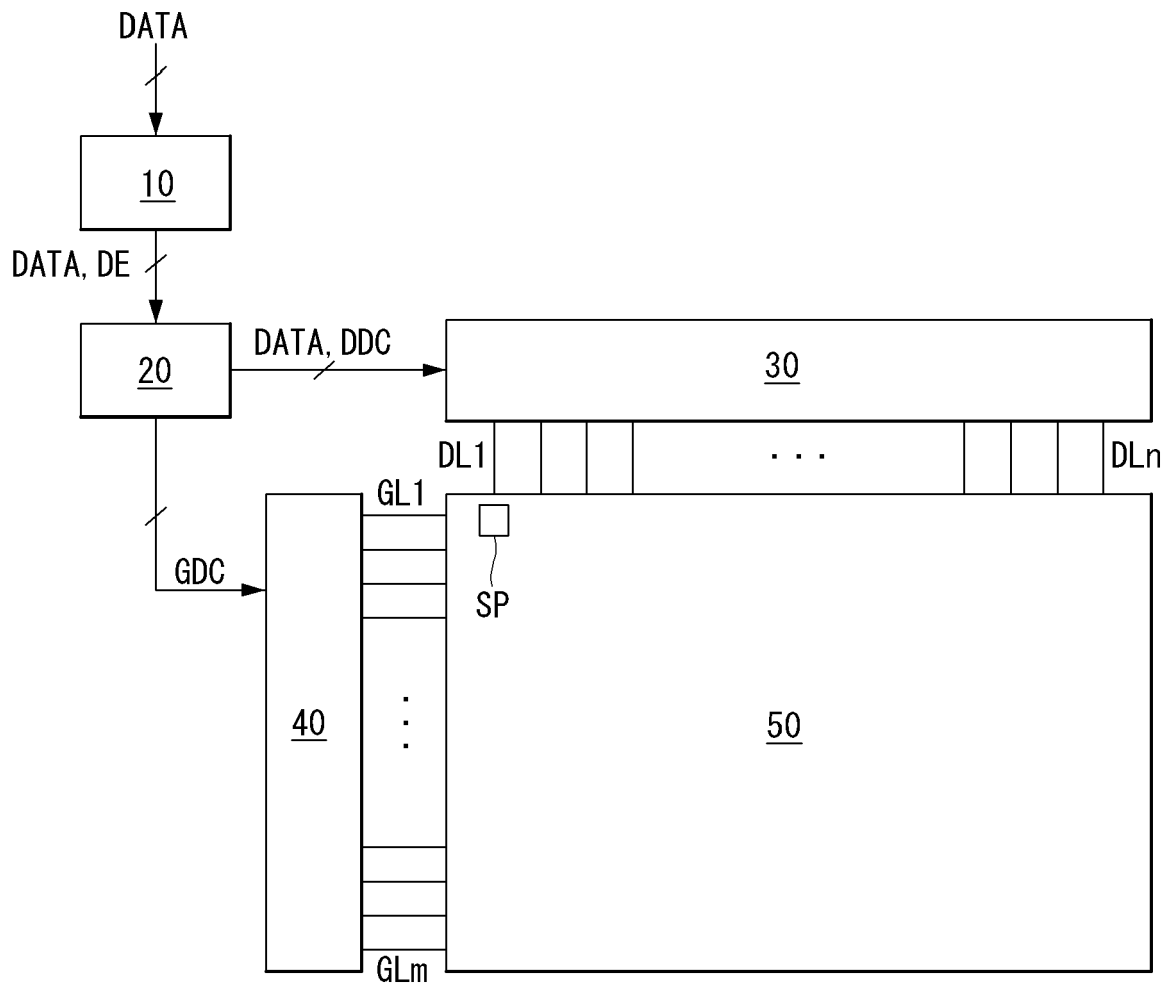 DATA
10
DATA, DE
20
DATA, DDC
30
DL1
...
DLn
GL1
SP
GDC
40
50
GLm